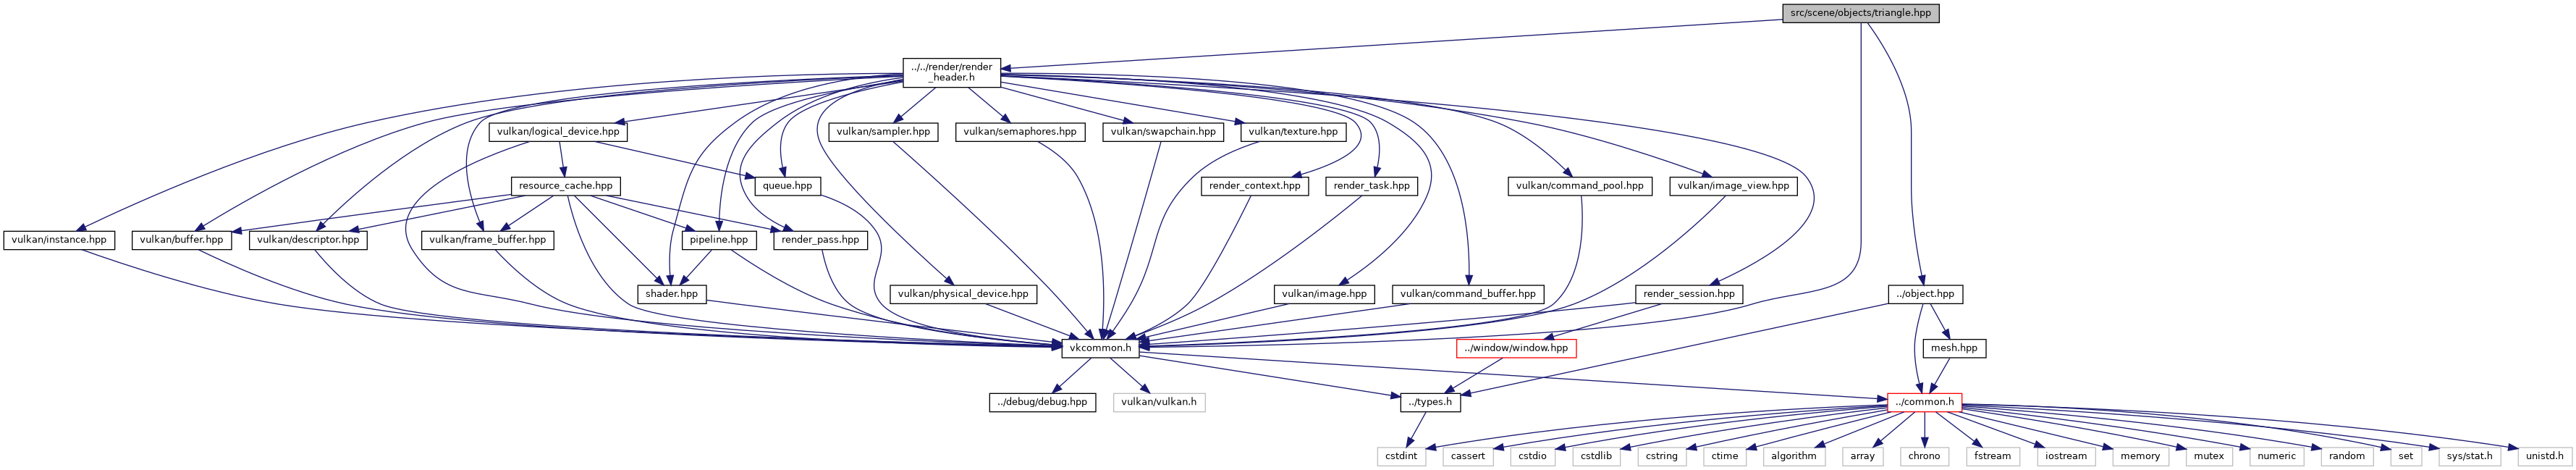 src/scene/objects/triangle.hpp
../../render/render
_header.h
vulkan/logical_device.hpp
vulkan/sampler.hpp
vulkan/semaphores.hpp
vulkan/swapchain.hpp
vulkan/texture.hpp
resource_cache.hpp
queue.hpp
render_context.hpp
render_task.hpp
vulkan/command_pool.hpp
vulkan/image_view.hpp
vulkan/instance.hpp
vulkan/buffer.hpp
vulkan/descriptor.hpp
vulkan/frame_buffer.hpp
pipeline.hpp
render_pass.hpp
shader.hpp
vulkan/physical_device.hpp
vulkan/image.hpp
vulkan/command_buffer.hpp
render_session.hpp
../object.hpp
vkcommon.h
../window/window.hpp
mesh.hpp
../debug/debug.hpp
vulkan/vulkan.h
../types.h
../common.h
cstdint
cassert
cstdio
cstdlib
cstring
ctime
algorithm
array
chrono
fstream
iostream
memory
mutex
numeric
random
set
sys/stat.h
unistd.h